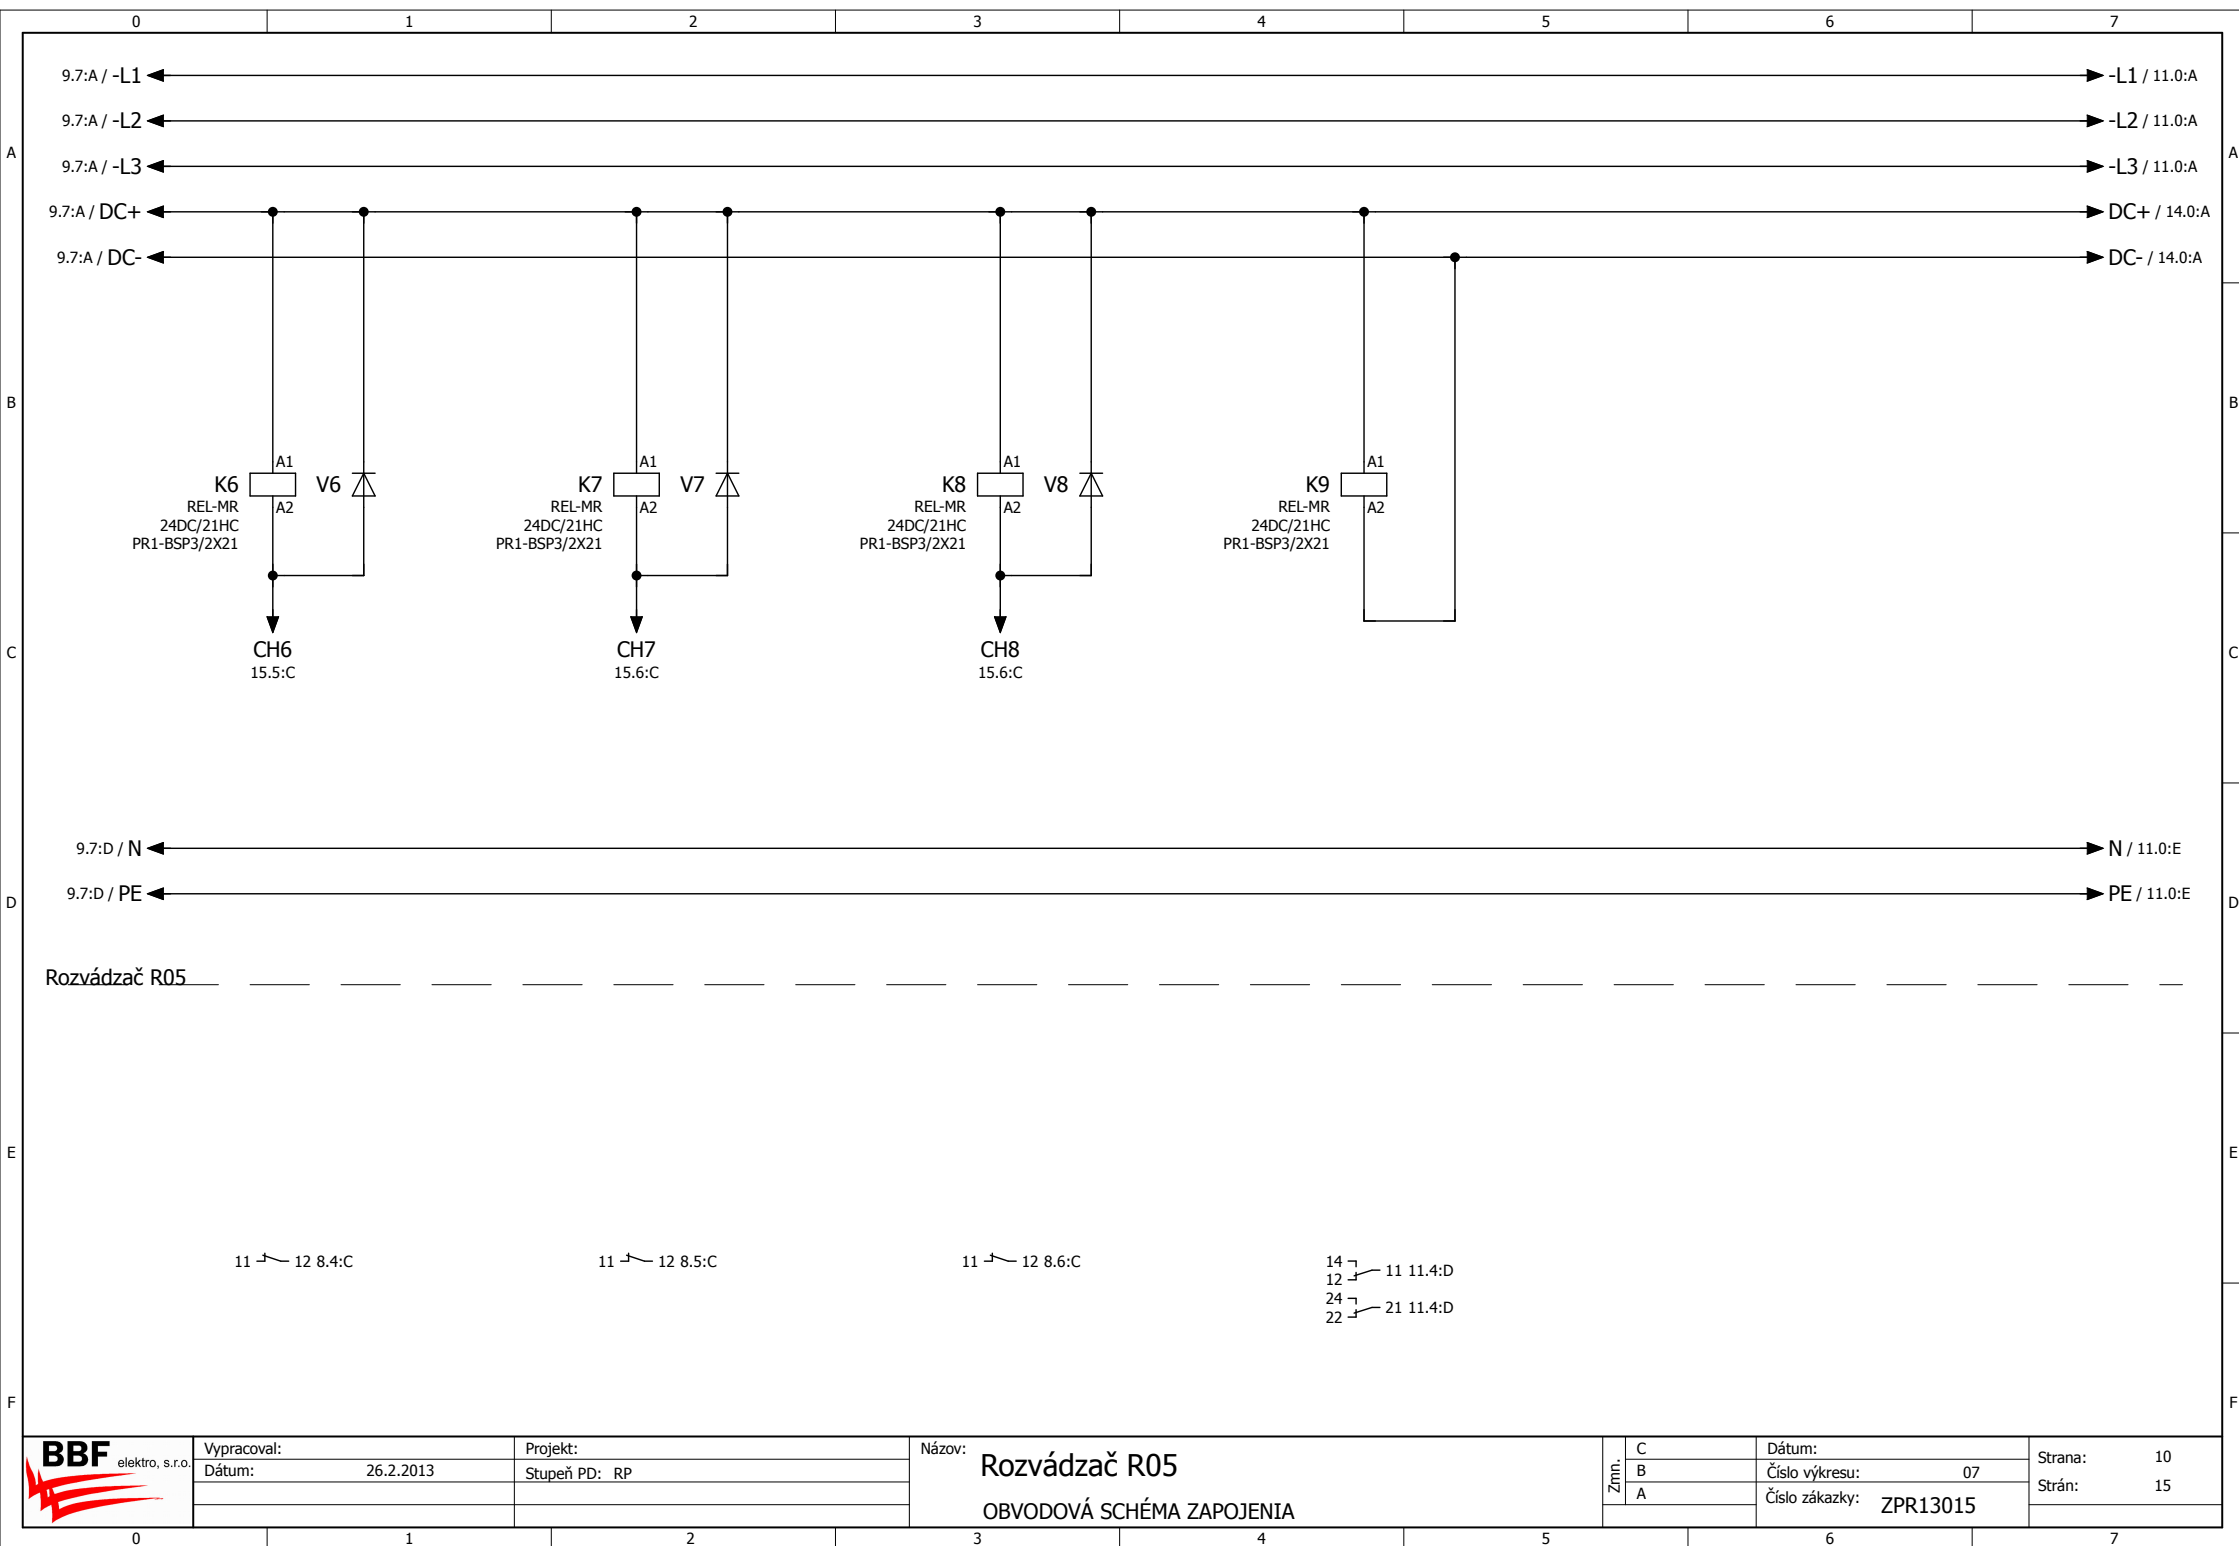 0 1 2 3 4 5 6 7
9.7:A / -L1 -L1 / 11.0:A
9.7:A / -L2 -L2 / 11.0:A
A A
9.7:A / -L3 -L3 / 11.0:A
9.7:A / DC+ DC+ / 14.0:A
9.7:A / DC- DC- / 14.0:A
B B
A1 A1 A1 A1
K6 V6 K7 V7 K8 V8 K9
REL-MR A2 REL-MR A2 REL-MR A2 REL-MR A2
24DC/21HC 24DC/21HC 24DC/21HC 24DC/21HC
PR1-BSP3/2X21 PR1-BSP3/2X21 PR1-BSP3/2X21 PR1-BSP3/2X21
CH6 CH7 CH8
C C
15.5:C 15.6:C 15.6:C
9.7:D / N N / 11.0:E
9.7:D / PE PE / 11.0:E
D D
Rozvádzač R05
E E
11 12 8.4:C 11 12 8.5:C 11 12 8.6:C
14
12 11 11.4:D
24
22 21 11.4:D
F F
BBF elektro, s.r.o.
Vypracoval:
Dátum: 26.2.2013
Projekt:
Stupeň PD: RP
Názov: Rozvádzač R05
OBVODOVÁ SCHÉMA ZAPOJENIA
Zmn.
C
B
A
Dátum:
Číslo výkresu: 07
Číslo zákazky: ZPR13015
Strana: 10
Strán: 15
0 1 2 3 4 5 6 7